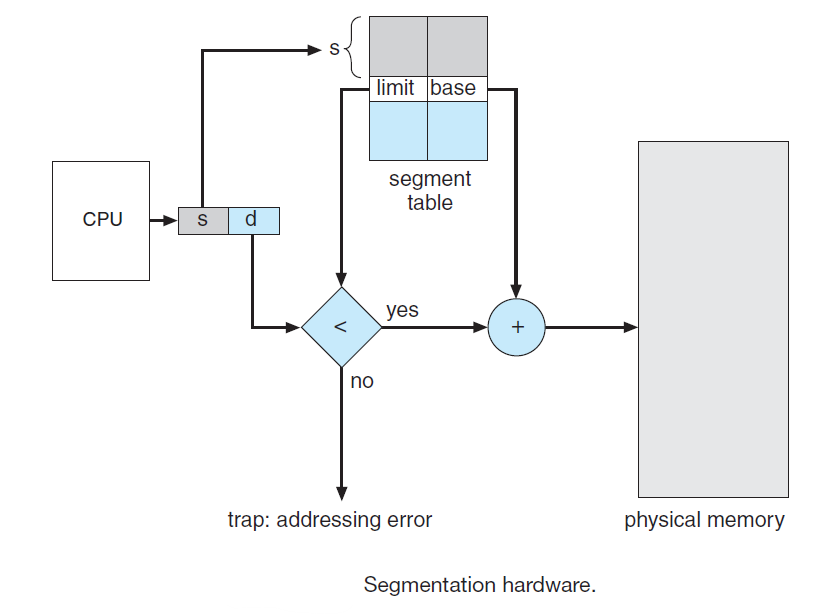 s
limit base
segment
table
CPU
s d
<
yes
+
no
trap: addressing error
physical memory
Segmentation hardware.